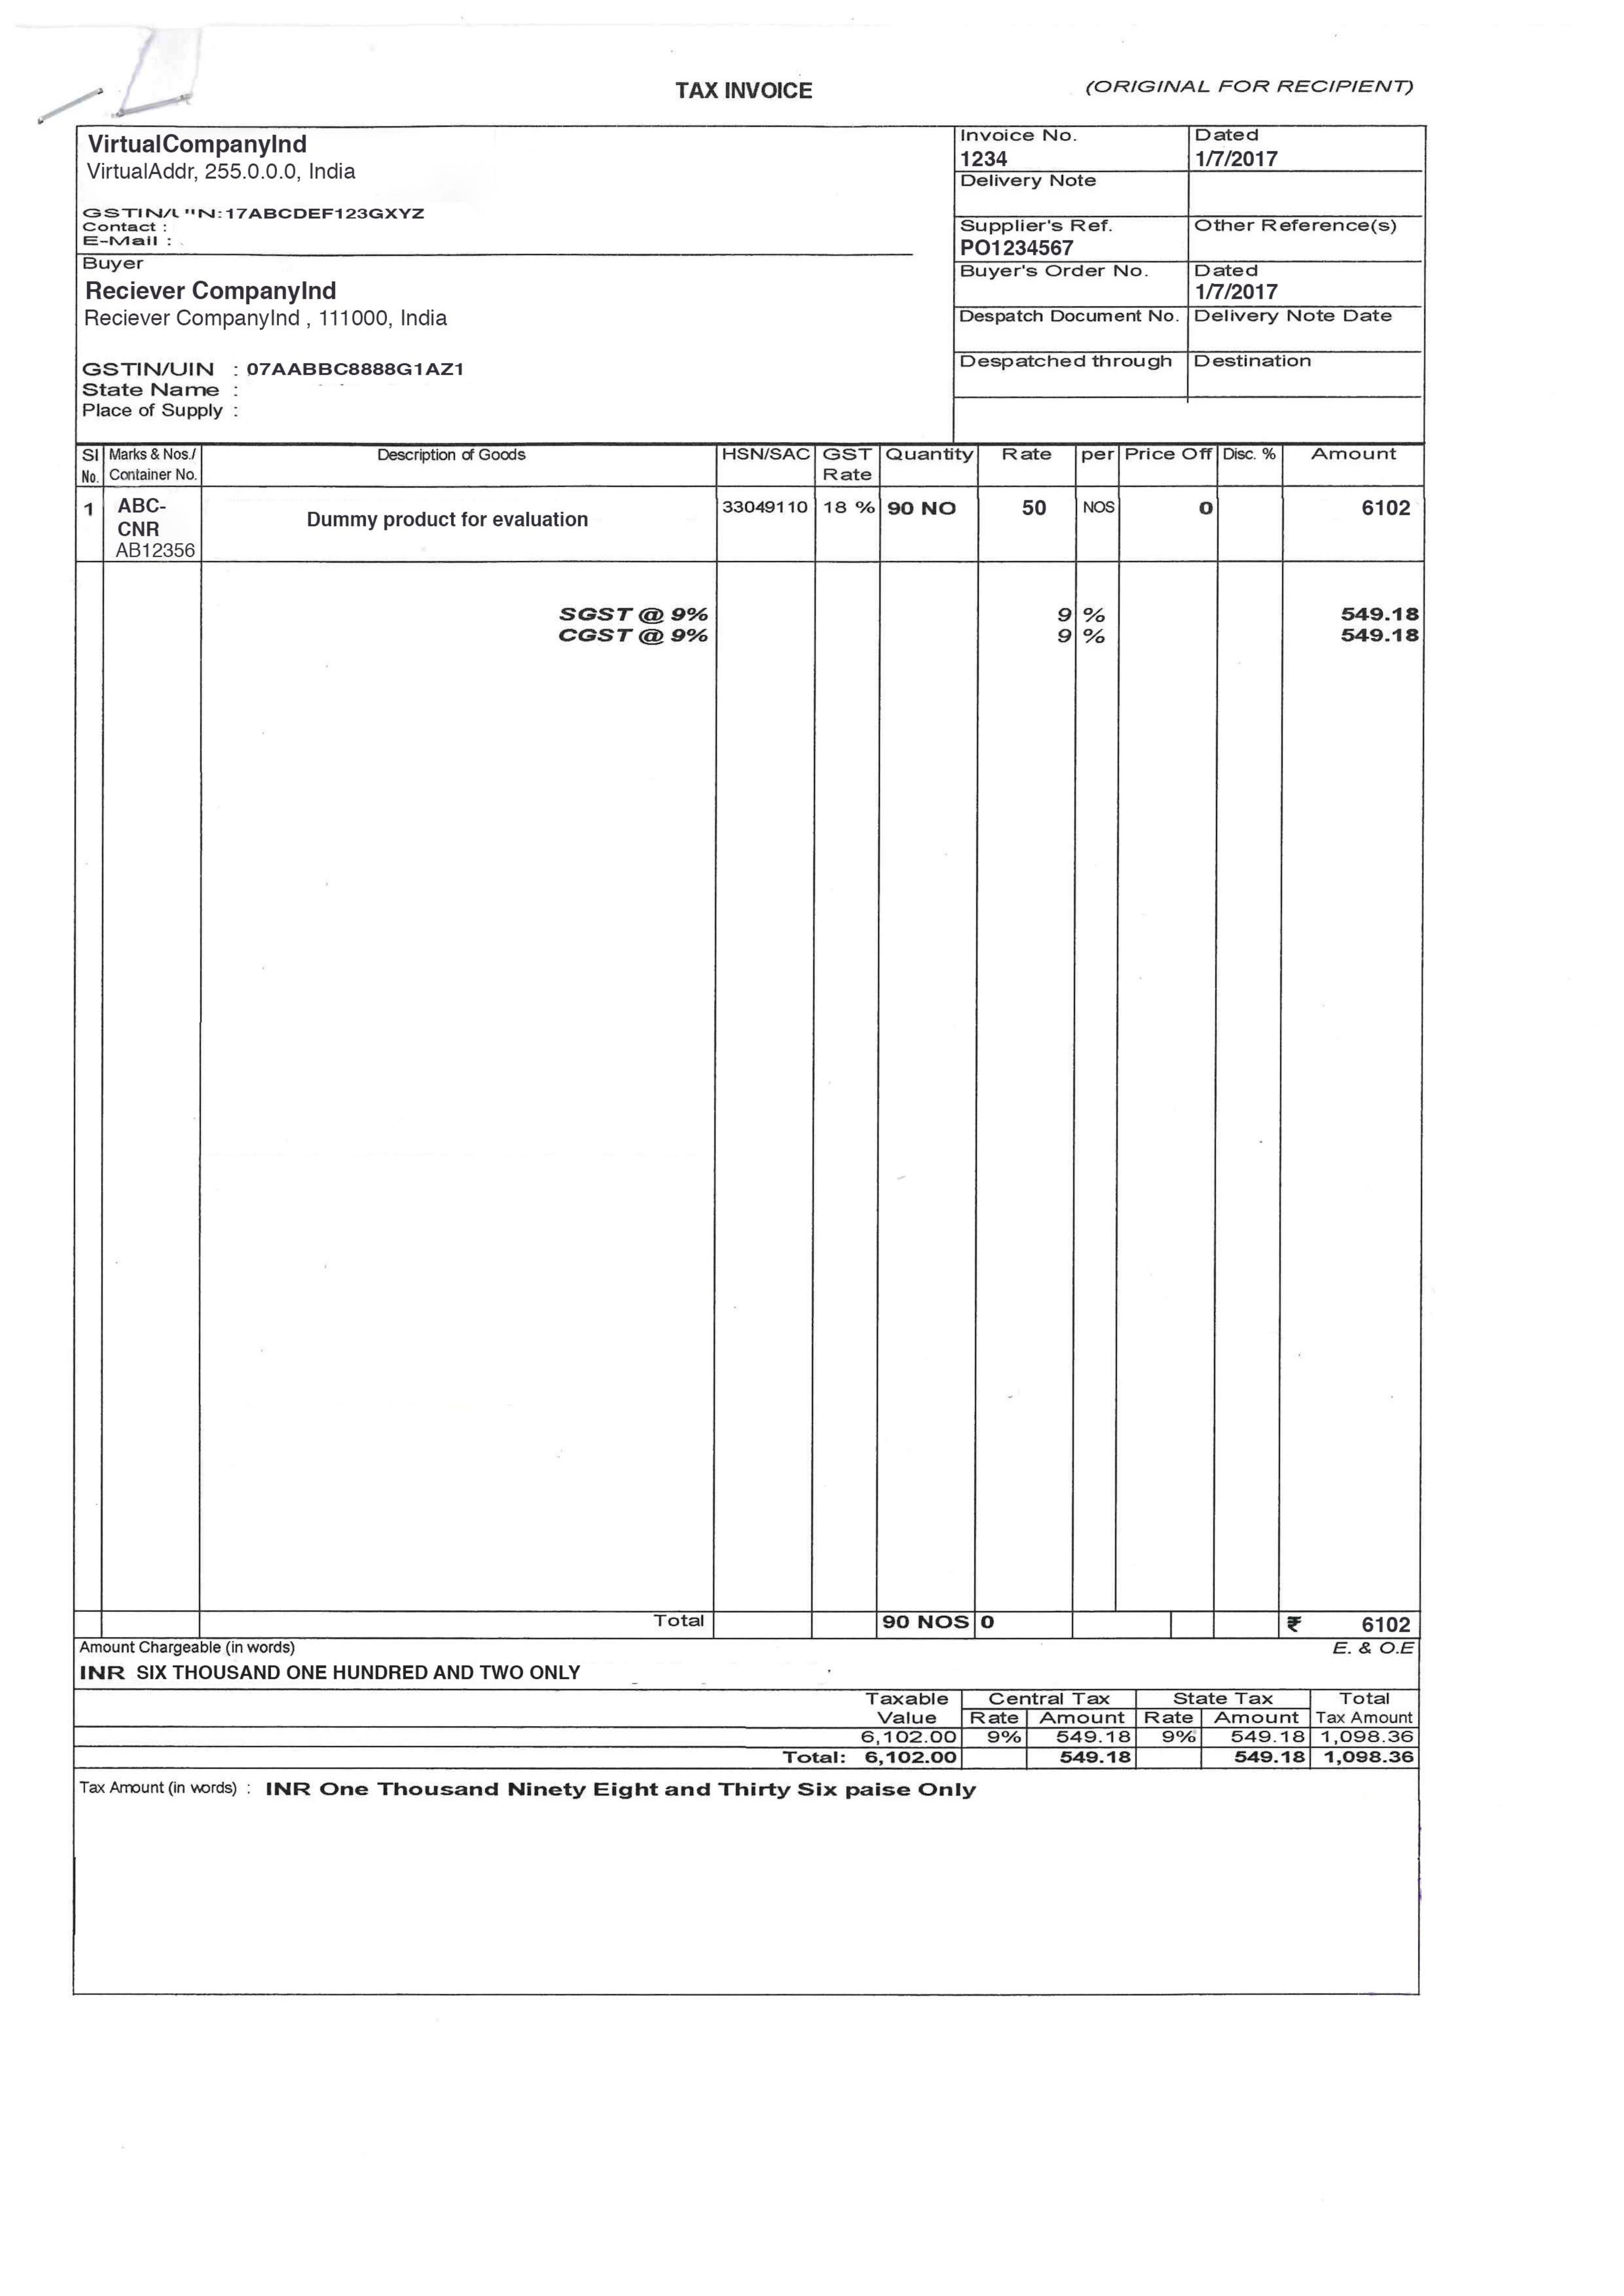 TAX INVOICE
(ORIGINAL FOR RECIPIENT)
VirtualCompanyInd
VirtualAddr, 255.0.0.0, India
GSTIN/U"N:17ABCDEF123GXYZ
Contact :
E-Mail :
Buyer
Reciever CompanyInd
Reciever CompanyInd , 111000, India
GSTIN/UIN : 07AABBC8888G1AZ1
State Name :
Place of Supply :
Invoice No. Dated
1234 1/7/2017
Delivery Note
Supplier's Ref. Other Reference(s)
PO1234567
Buyer's Order No. Dated
1/7/2017
Despatch Document No. Delivery Note Date
Despatched through Destination
Sl Marks & Nos./ Description of Goods HSN/SAC GST Quantity Rate per Price Off Disc. % Amount
No. Container No. Rate
1 ABC- Dummy product for evaluation 33049110 18 % 90 NO 50 NOS 0 6102
CNR
AB12356
SGST @ 9% 9 % 549.18
CGST @ 9% 9 % 549.18
Total 90 NOS 0 ₹ 6102
Amount Chargeable (in words) E. & O.E
INR SIX THOUSAND ONE HUNDRED AND TWO ONLY
Taxable Central Tax State Tax Total
Value Rate Amount Rate Amount Tax Amount
6,102.00 9% 549.18 9% 549.18 1,098.36
Total: 6,102.00 549.18 549.18 1,098.36
Tax Amount (in words) : INR One Thousand Ninety Eight and Thirty Six paise Only